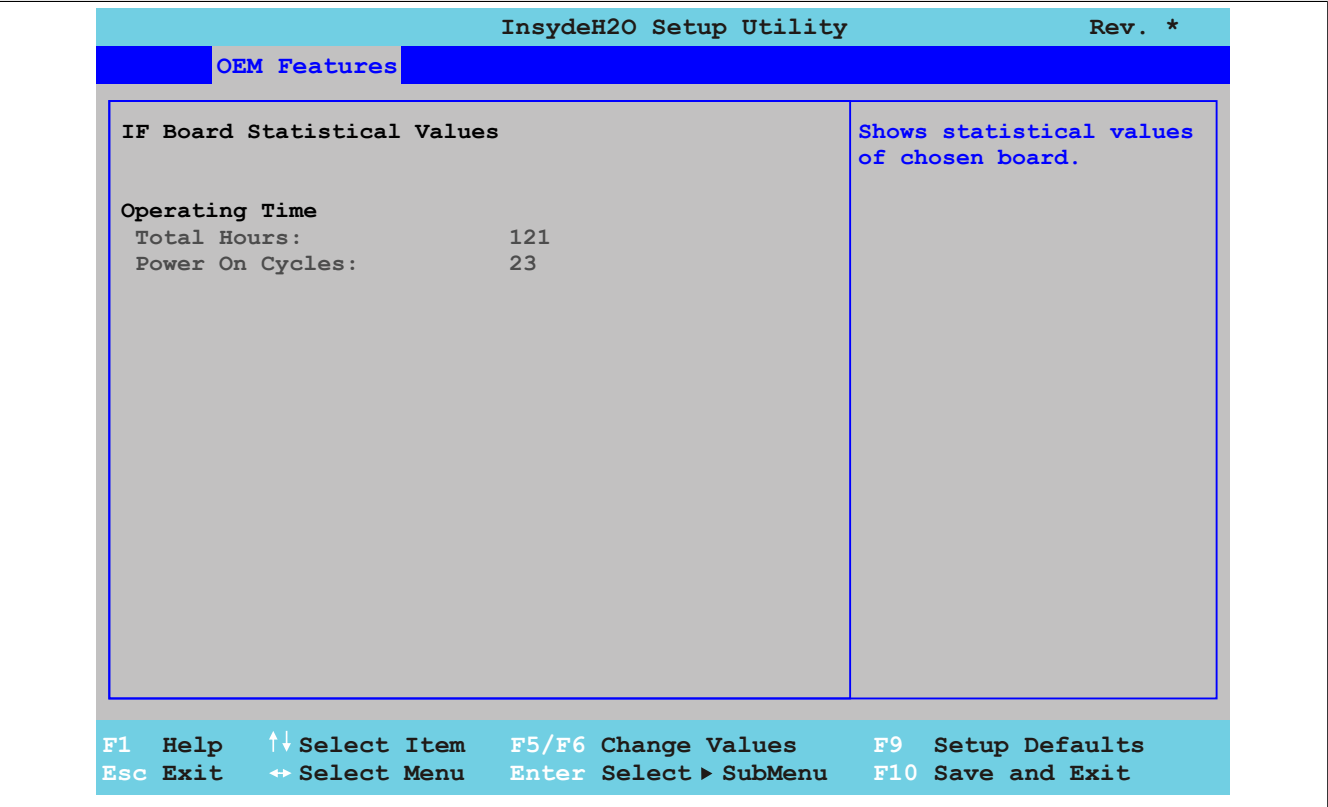 InsydeH2O Setup Utility Rev. *
OEM Features
IF Board Statistical Values
Shows statistical values
of chosen board.
Operating Time
Total Hours: 121
Power On Cycles: 23
F1 Help ↑↓ Select Item F5/F6 Change Values F9 Setup Defaults
Esc Exit ↔ Select Menu Enter Select ▶ SubMenu F10 Save and Exit